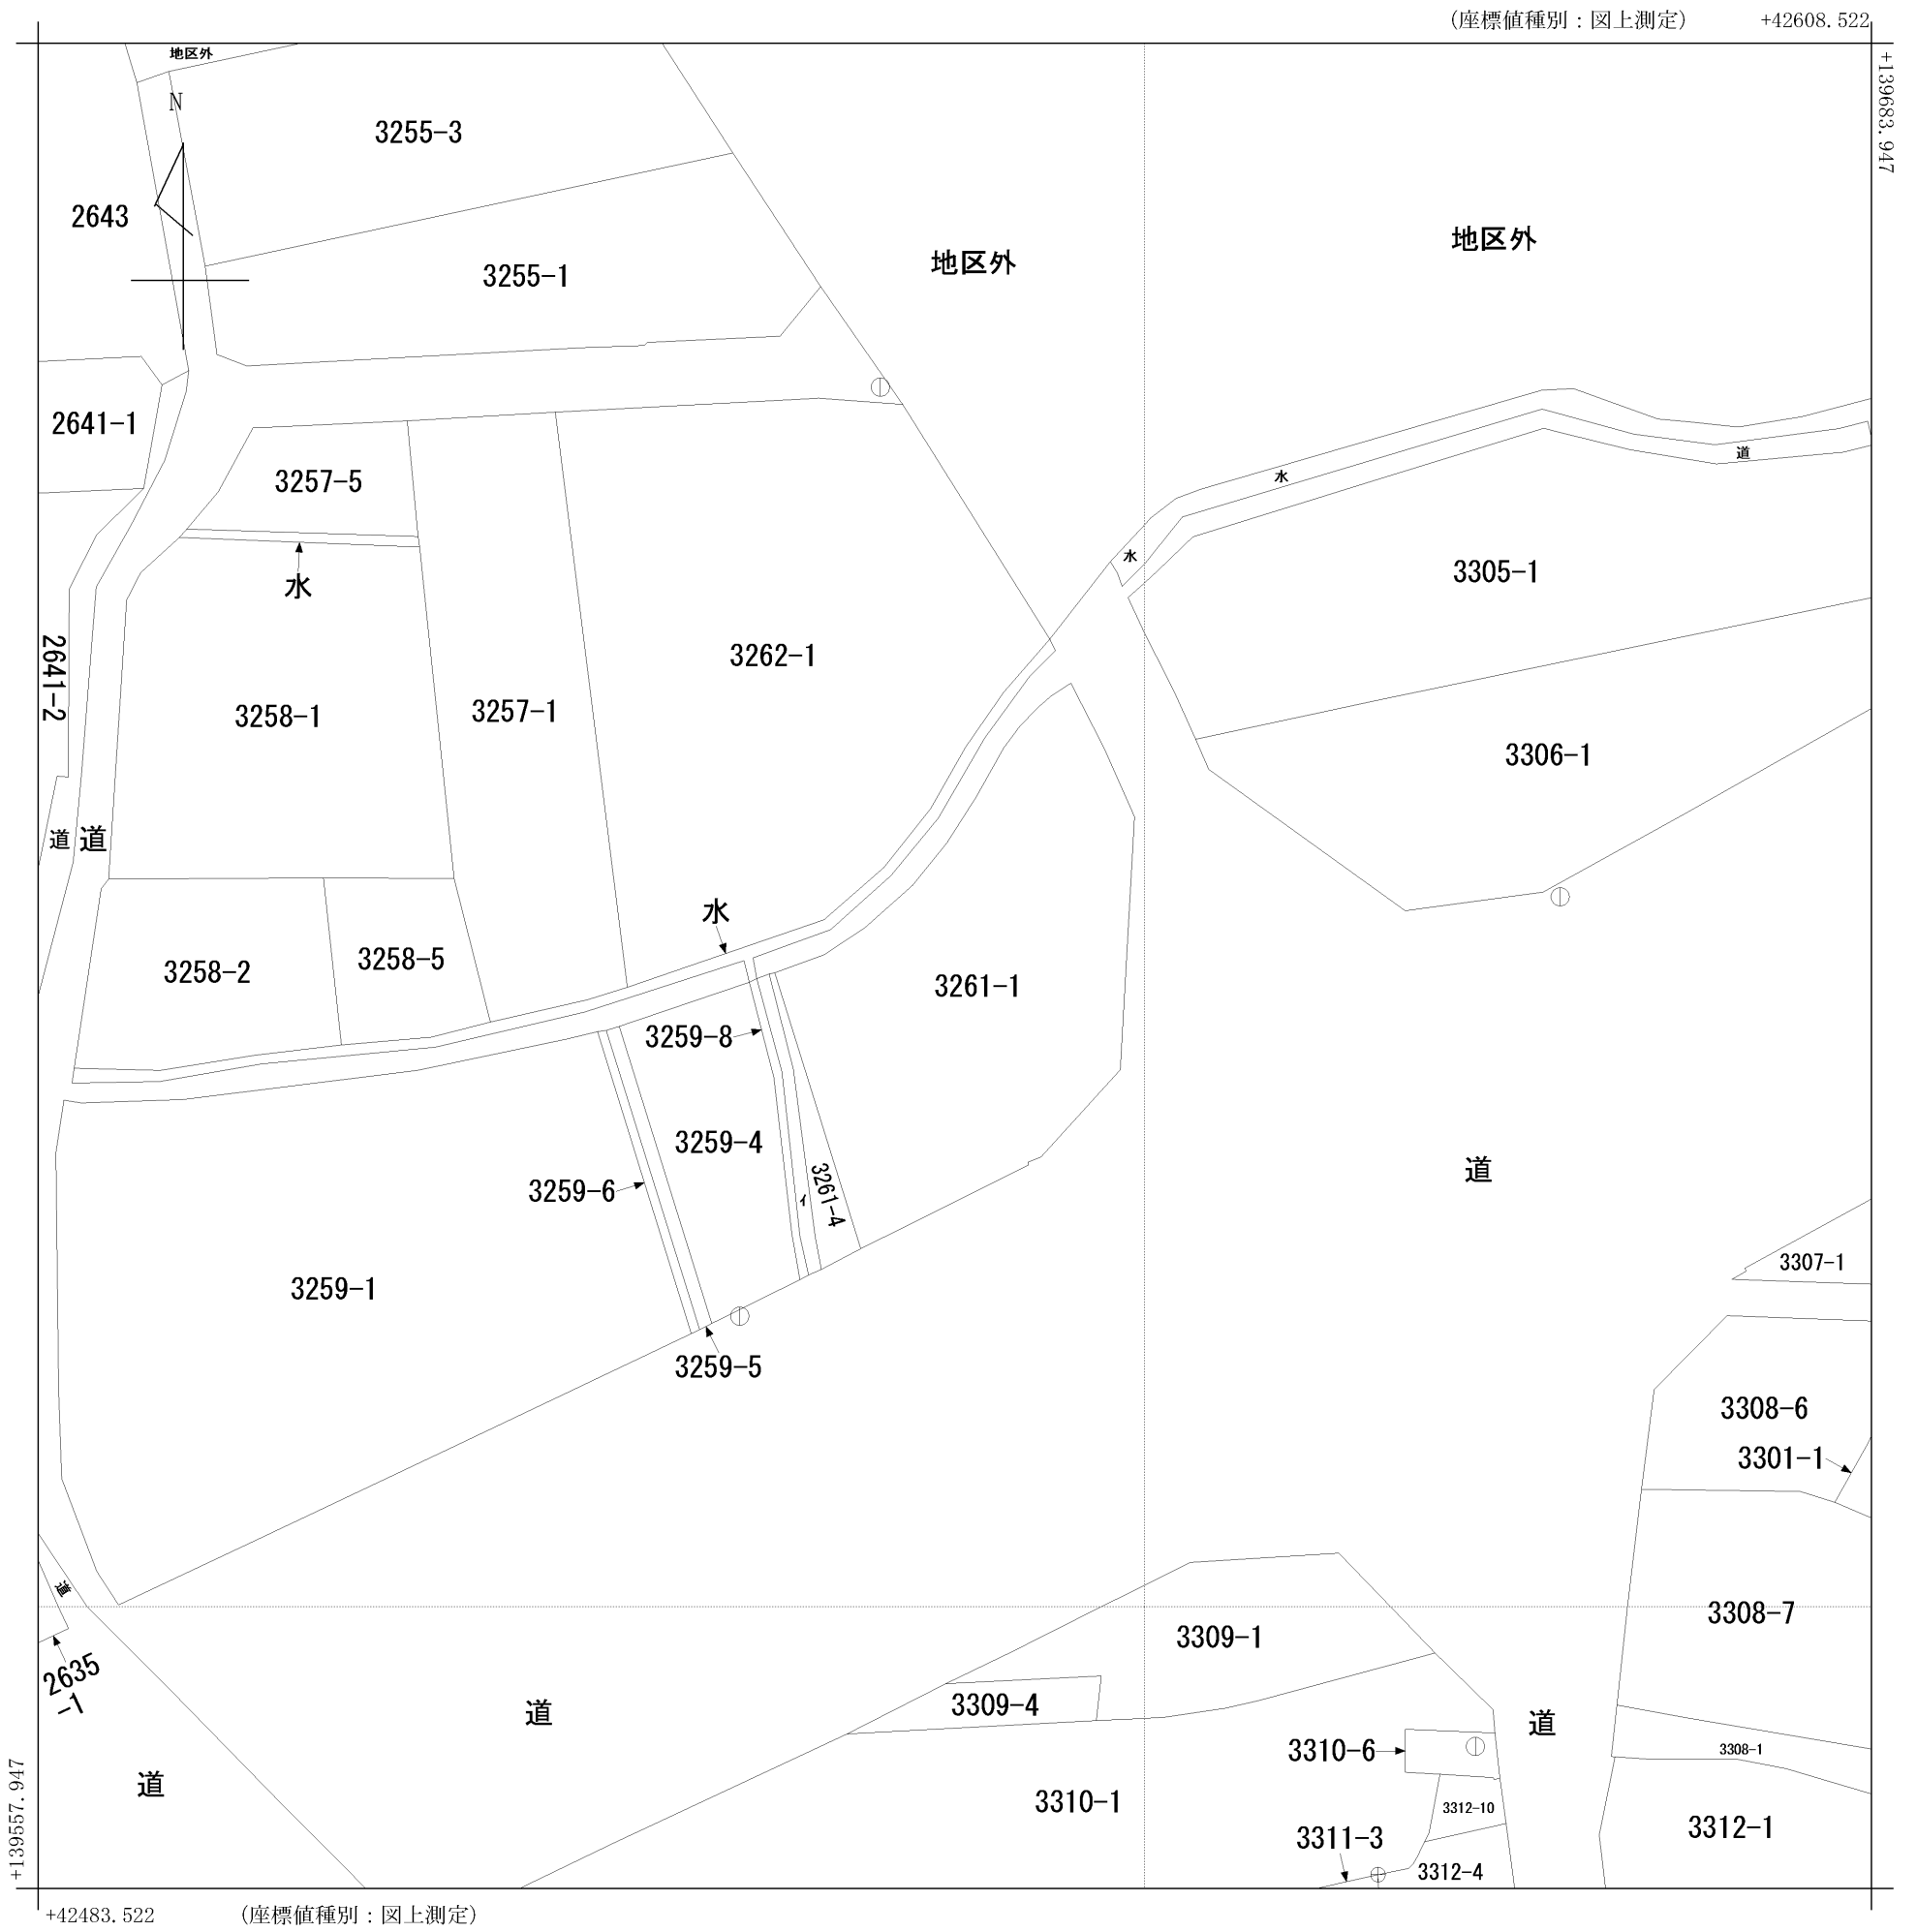 (座標値種別：図上測定)
+42608.522
+139683.947
地区外
N
3255-3
2643
3255-1
地区外
地区外
2641-1
3257-5
水
道
水
水
3305-1
2641-2
3258-1
3257-1
3262-1
3306-1
道
道
水
3258-2
3258-5
3261-1
3259-8
3259-4
3259-6
イ
3261-4
道
3259-1
3307-1
3259-5
3308-6
3301-1
道
2635
-1
3309-1
3308-7
3309-4
道
道
3310-6
3308-1
道
3310-1
3312-10
3311-3
3312-1
3312-4
+139557.947
+42483.522
(座標値種別：図上測定)